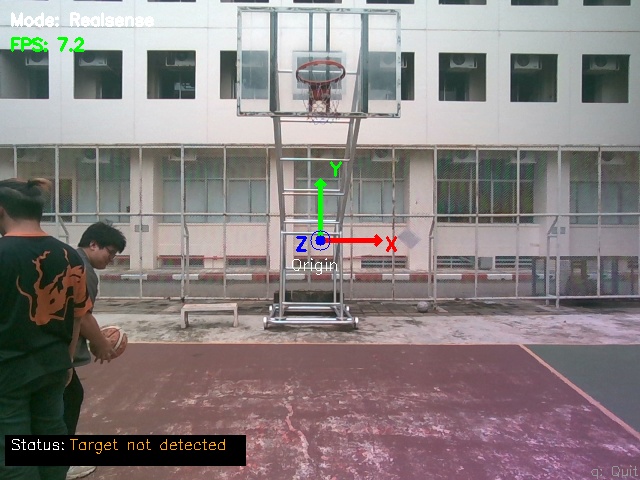 Mode: Realsense
FPS: 7.2
Y
Z
X
Origin
Status: Target not detected
q: Quit